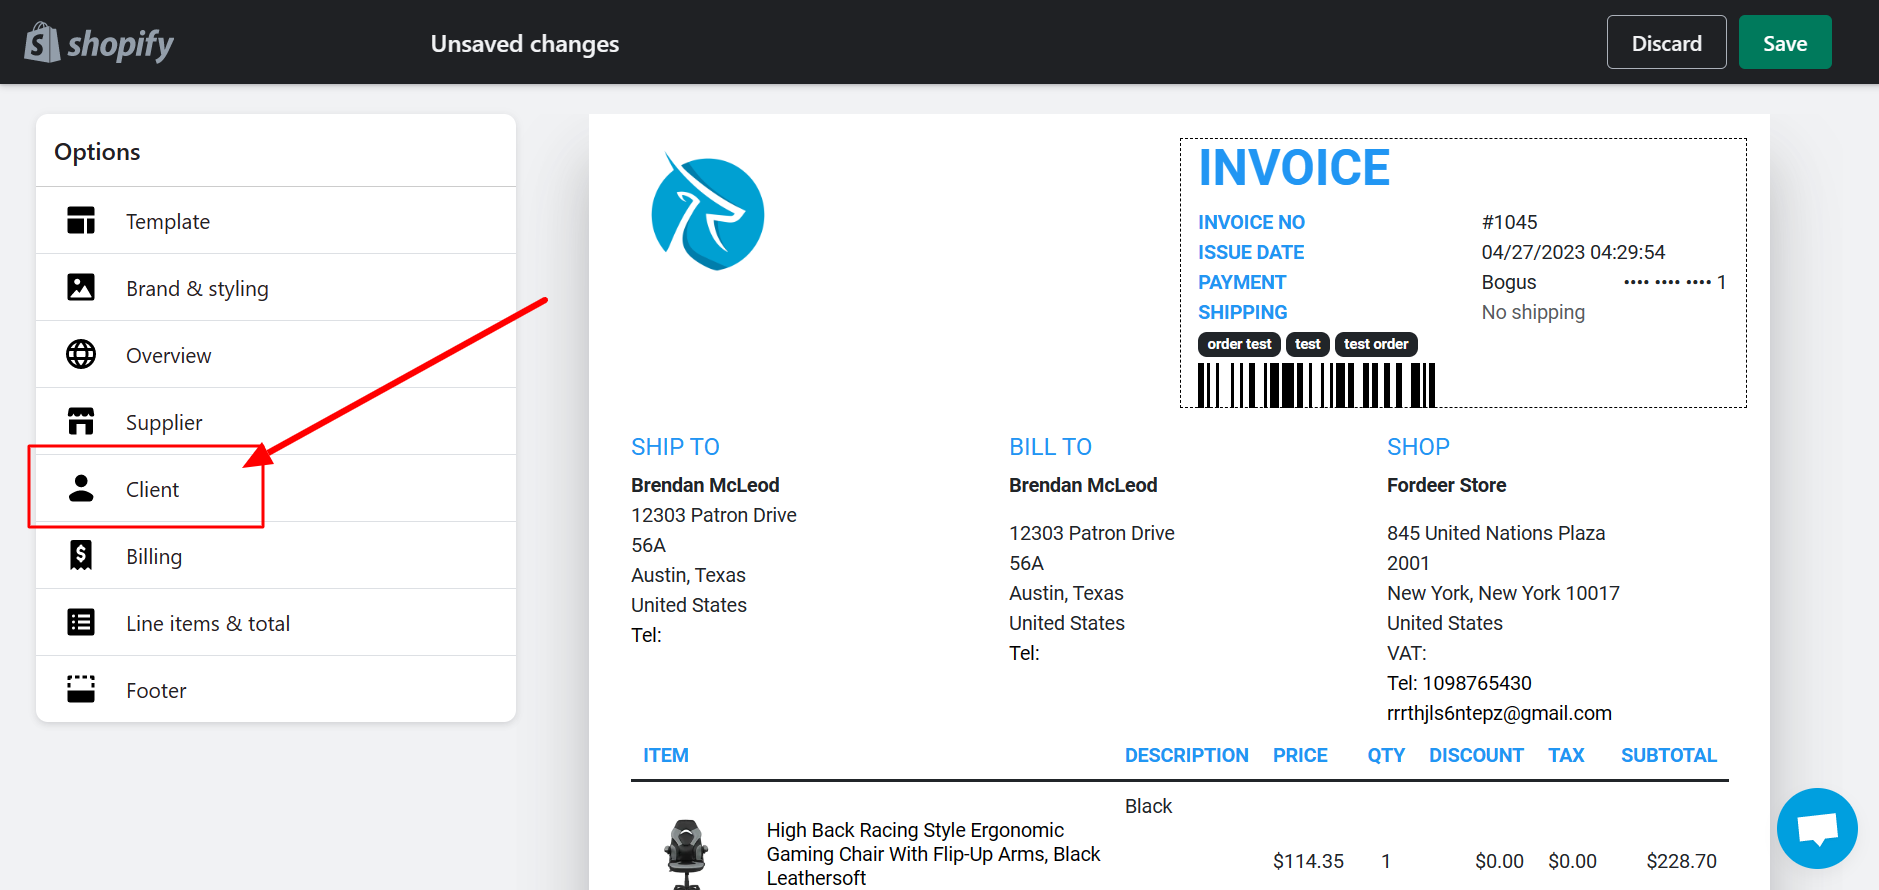 shopify
Unsaved changes
Discard
Save
Options
Template
Brand & styling
Overview
Supplier
Client
Billing
Line items & total
Footer
INVOICE
INVOICE NO #1045
ISSUE DATE 04/27/2023 04:29:54
PAYMENT Bogus •••• •••• •••• 1
SHIPPING No shipping
order test test test order
SHIP TO
Brendan McLeod
12303 Patron Drive
56A
Austin, Texas
United States
Tel:
BILL TO
Brendan McLeod
12303 Patron Drive
56A
Austin, Texas
United States
Tel:
SHOP
Fordeer Store
845 United Nations Plaza
2001
New York, New York 10017
United States
VAT:
Tel: 1098765430
rrrthjls6ntepz@gmail.com
ITEM DESCRIPTION PRICE QTY DISCOUNT TAX SUBTOTAL
Black
High Back Racing Style Ergonomic
Gaming Chair With Flip-Up Arms, Black
Leathersoft
$114.35 1 $0.00 $0.00 $228.70